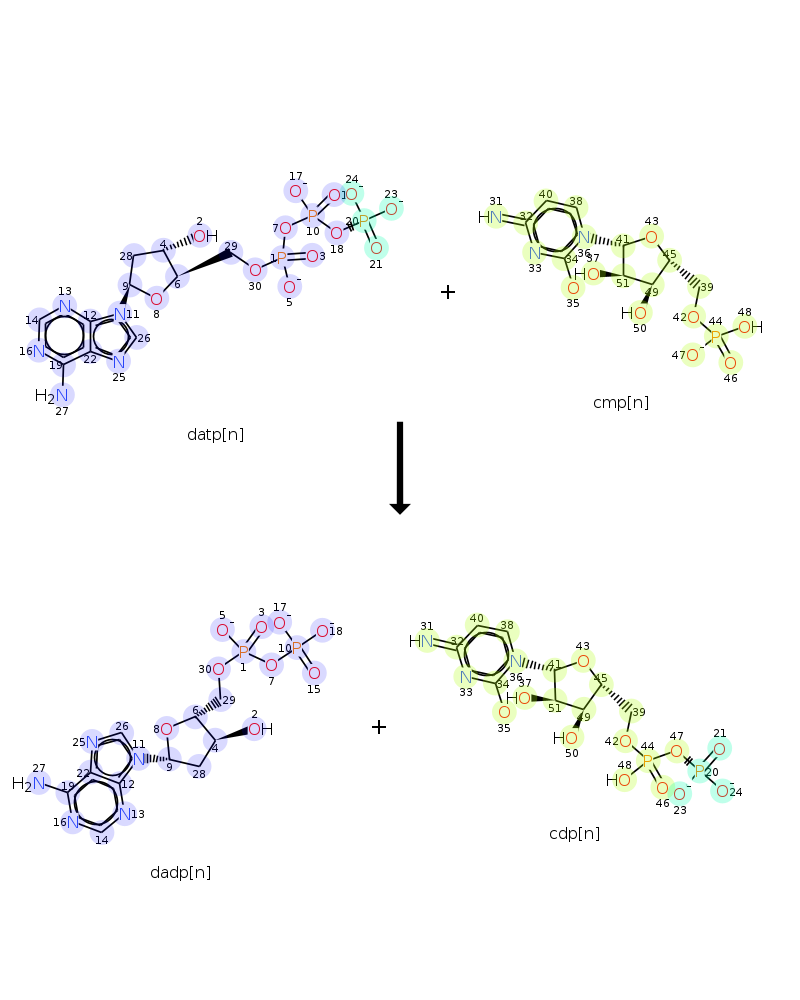 17
O-
O
1
24
O-
23
O-
2
OH
4
7
O
P
10
O
18
20
P
O
21
28
29
1
P
O
3
O
30
O-
5
9
6
O
8
13
N
14
12
N
11
16
N
19
22
26
N
25
H2N
27
datp[n]
+
31
HN
32
40
38
N
36
N
33
34
O
35
37
HO
41
O
43
45
51
49
HO
50
39
42
O
44
P
48
OH
47
O-
O
46
cmp[n]
5
O-
3
O
17
O-
O-
18
1
P
10
P
30
O
O
7
O
15
29
6
2
OH
8
O
4
9
28
26
25
N
11
N
22
12
H2N
27
19
16
N
14
N
13
dadp[n]
+
31
HN
32
40
38
N
36
N
33
34
O
35
37
HO
41
O
43
45
51
49
HO
50
39
42
O
44
P
47
O
21
O
48
HO
O
46
P
20
O-
23
O-
24
cdp[n]